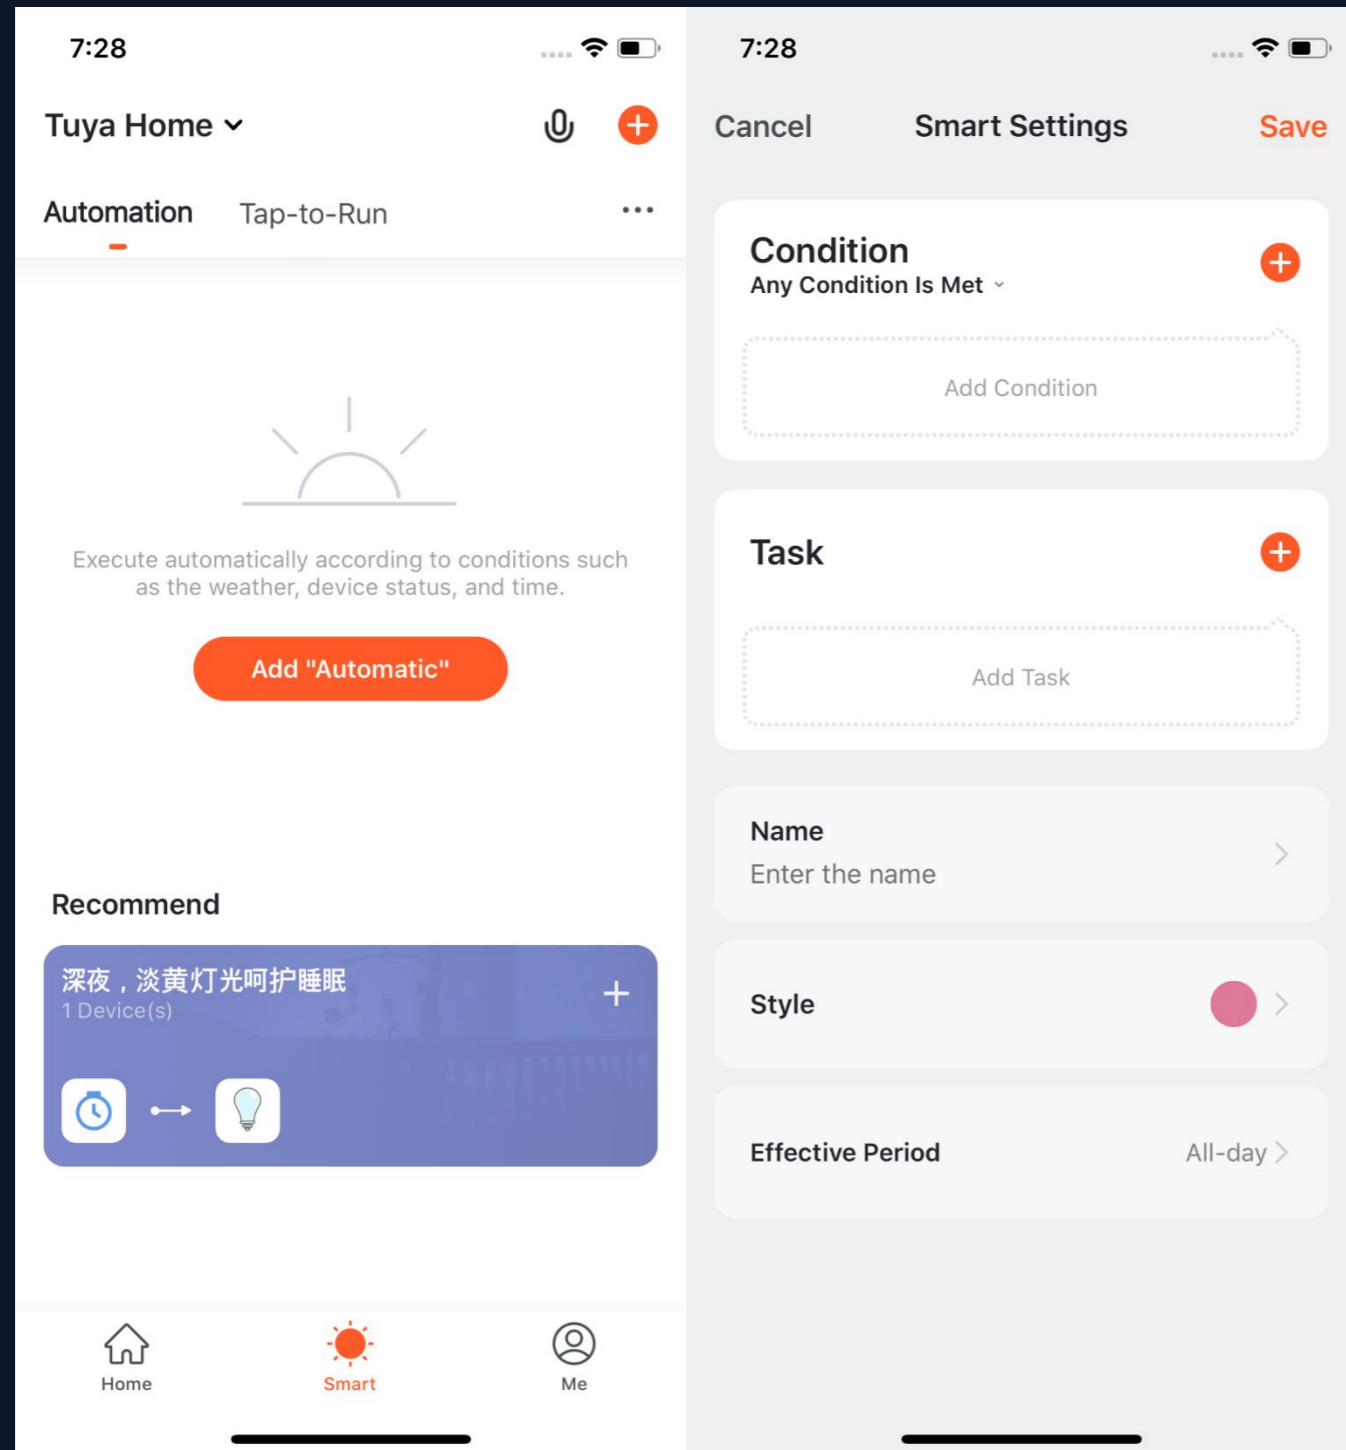 7:28
Tuya Home
Automation
Tap-to-Run
Execute automatically according to conditions such
as the weather, device status, and time.
Add "Automatic"
Recommend
深夜，淡黄灯光呵护睡眠
1 Device(s)
Home
Smart
Me
7:28
Cancel
Smart Settings
Save
Condition
Any Condition Is Met
Add Condition
Task
Add Task
Name
Enter the name
Style
Effective Period
All-day